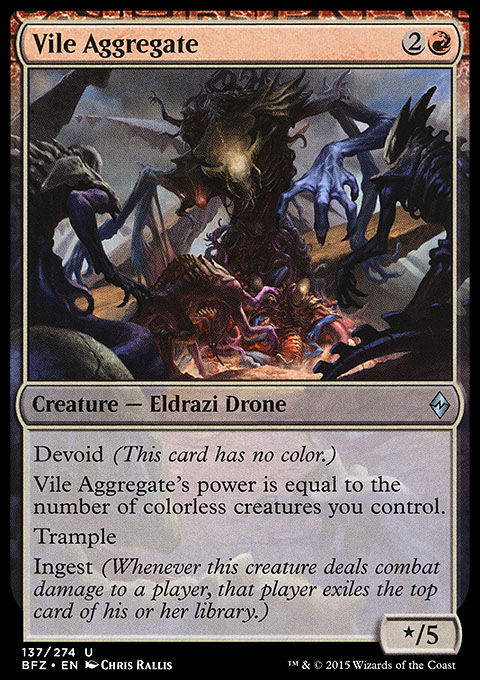 Vile Aggregate 2
Creature — Eldrazi Drone
Devoid (This card has no color.)
Vile Aggregate's power is equal to the
number of colorless creatures you control.
Trample
Ingest (Whenever this creature deals combat
damage to a player, that player exiles the top
card of his or her library.)
*/5
137/274 U
BFZ • EN Chris Rallis
™ & © 2015 Wizards of the Coast